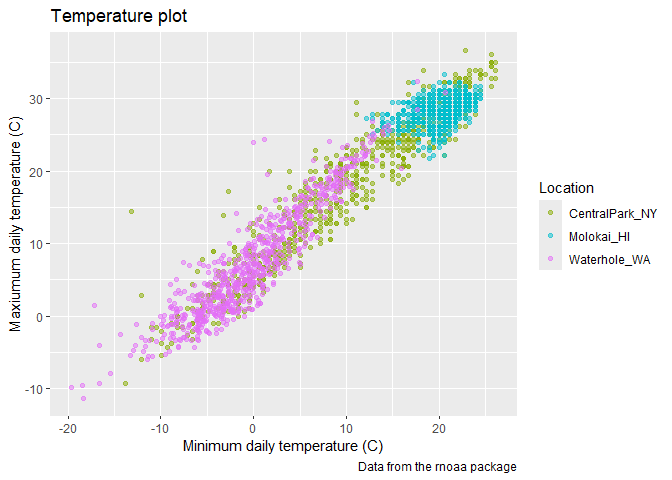 Temperature plot
Maxiumum daily temperature (C)
30
20
10
0
-10
-20
-10
0
10
20
Minimum daily temperature (C)
Location
CentralPark_NY
Molokai_HI
Waterhole_WA
Data from the rnoaa package